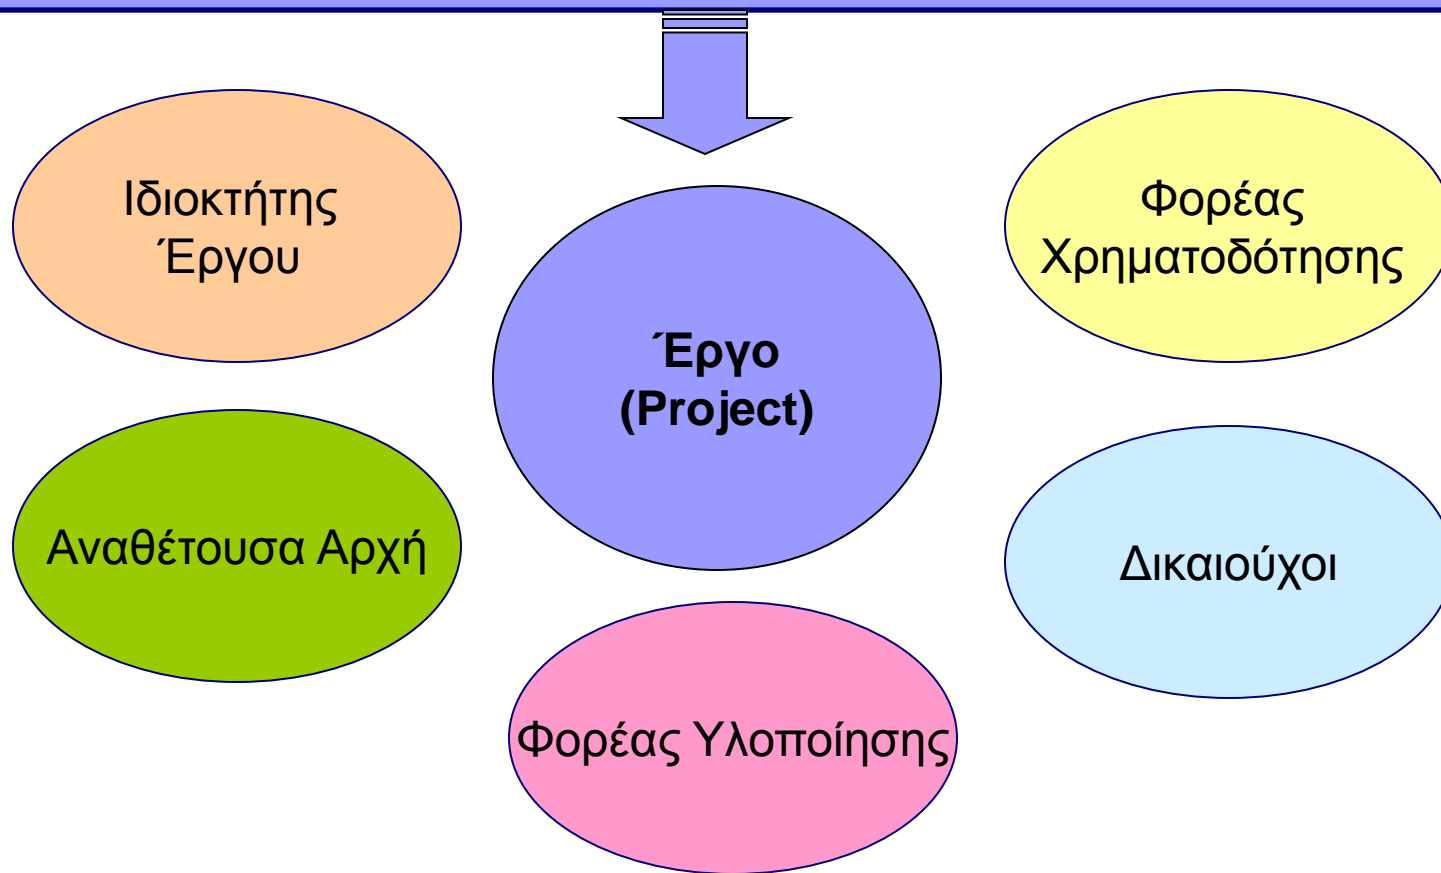 Ιδιοκτήτης
Έργου
Φορέας
Χρηματοδότησης
Έργο
(Project)
Αναθέτουσα Αρχή
Δικαιούχοι
Φορέας Υλοποίησης